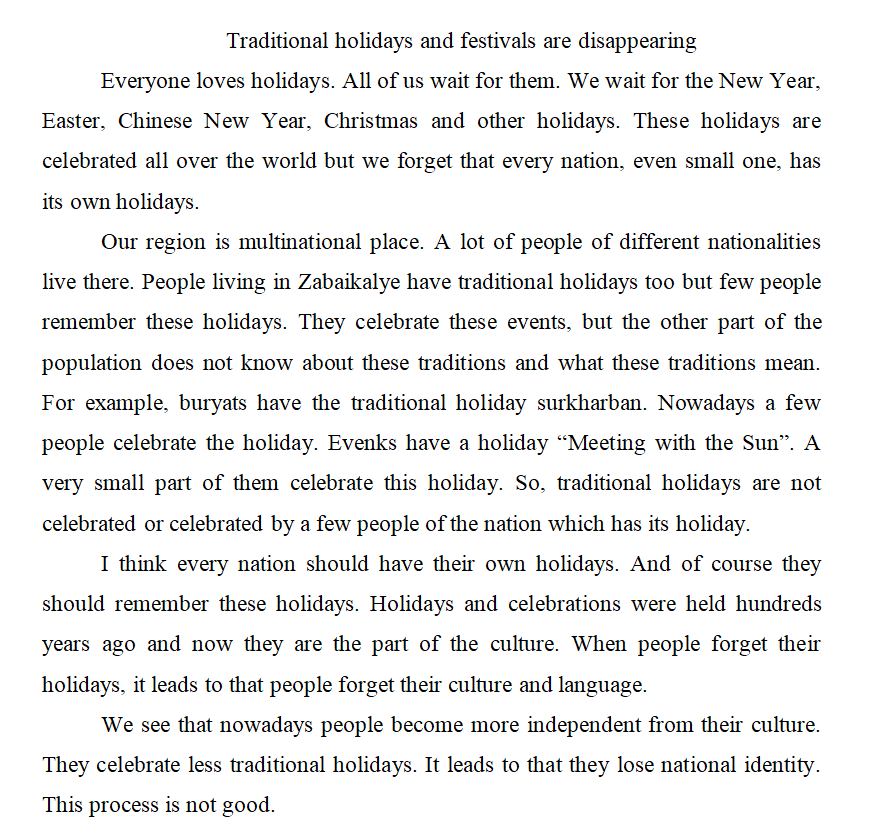 Traditional holidays and festivals are disappearing
Everyone loves holidays. All of us wait for them. We wait for the New Year,
Easter, Chinese New Year, Christmas and other holidays. These holidays are
celebrated all over the world but we forget that every nation, even small one, has
its own holidays.
Our region is multinational place. A lot of people of different nationalities
live there. People living in Zabaikalye have traditional holidays too but few people
remember these holidays. They celebrate these events, but the other part of the
population does not know about these traditions and what these traditions mean.
For example, buryats have the traditional holiday surkharban. Nowadays a few
people celebrate the holiday. Evenks have a holiday “Meeting with the Sun”. A
very small part of them celebrate this holiday. So, traditional holidays are not
celebrated or celebrated by a few people of the nation which has its holiday.
I think every nation should have their own holidays. And of course they
should remember these holidays. Holidays and celebrations were held hundreds
years ago and now they are the part of the culture. When people forget their
holidays, it leads to that people forget their culture and language.
We see that nowadays people become more independent from their culture.
They celebrate less traditional holidays. It leads to that they lose national identity.
This process is not good.